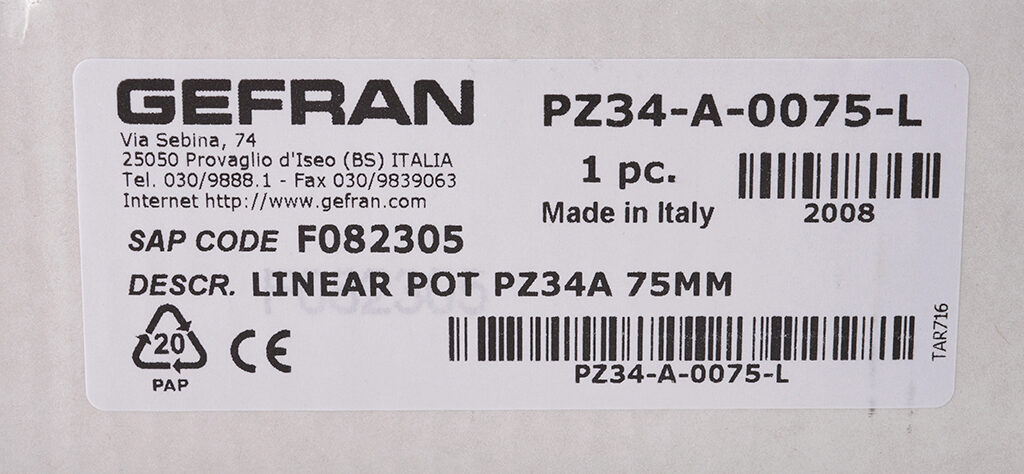 GEFRAN
Via Sebina, 74
25050 Provaglio d'Iseo (BS) ITALIA
Tel. 030/9888.1 - Fax 030/9839063
Internet http://www.gefran.com
PZ34-A-0075-L
1 pc.
Made in Italy
2008
SAP CODE F082305
DESCR. LINEAR POT PZ34A 75MM
20
PAP
CE
PZ34-A-0075-L
TAR716